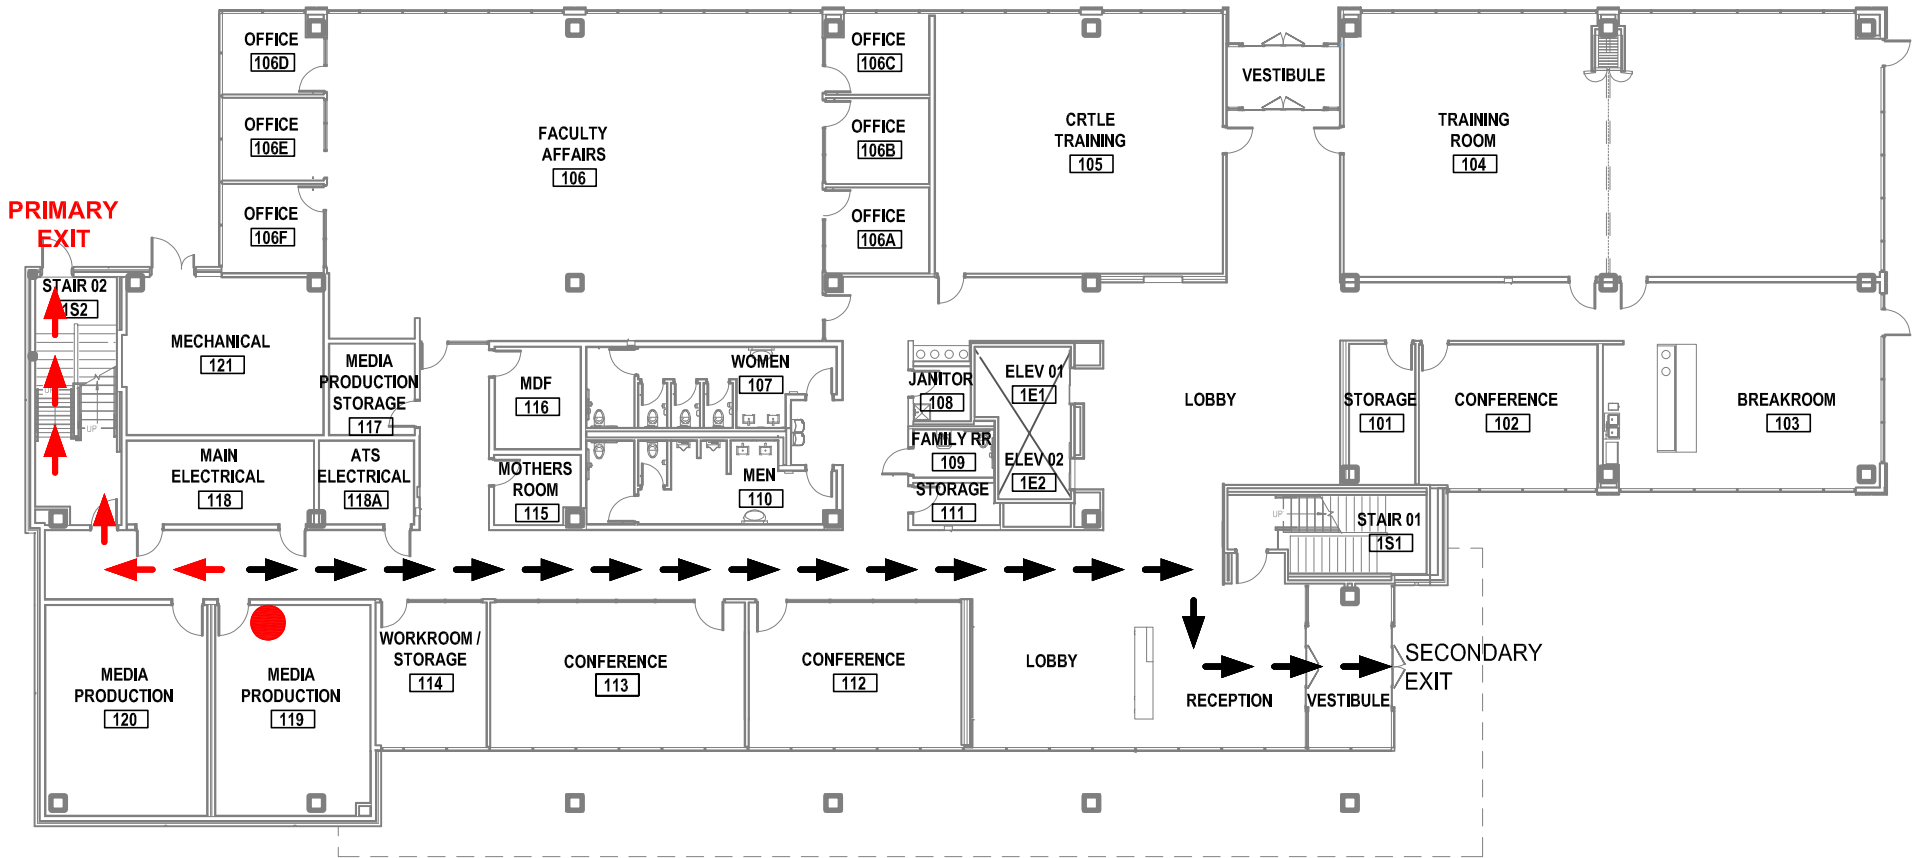 OFFICE
106D
OFFICE
106E
OFFICE
106F
FACULTY
AFFAIRS
106
OFFICE
106C
OFFICE
106B
OFFICE
106A
CRTLE
TRAINING
105
VESTIBULE
TRAINING
ROOM
104
PRIMARY
EXIT
STAIR 02
1S2
UP
UP
MECHANICAL
121
MEDIA
PRODUCTION
STORAGE
117
MDF
116
WOMEN
107
JANITOR
108
ELEV 01
1E1
LOBBY
STORAGE
101
CONFERENCE
102
BREAKROOM
103
MAIN
ELECTRICAL
118
ATS
ELECTRICAL
118A
MOTHERS
ROOM
115
MEN
110
FAMILY RR
109
ELEV 02
1E2
STORAGE
111
UP
STAIR 01
1S1
MEDIA
PRODUCTION
120
MEDIA
PRODUCTION
119
WORKROOM /
STORAGE
114
CONFERENCE
113
CONFERENCE
112
LOBBY
RECEPTION
VESTIBULE
SECONDARY
EXIT